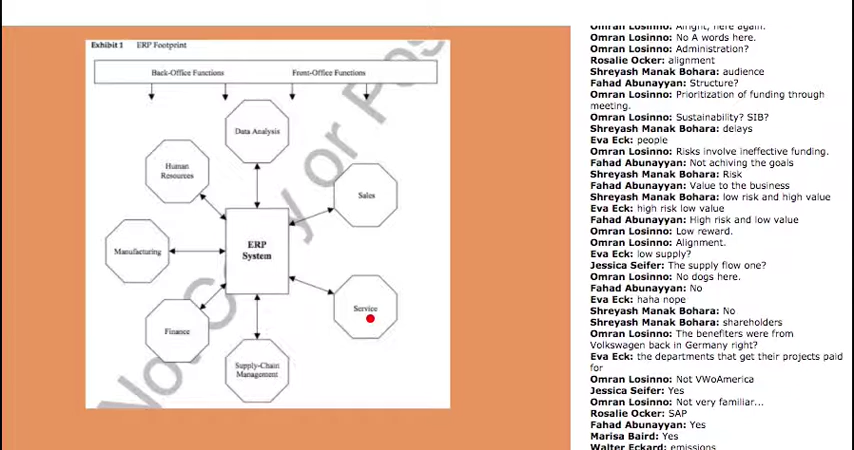 Exhibit 1 ERP Footprint
Back-Office Functions Front-Office Functions
Data Analysis
Human
Resources
Sales
Manufacturing
ERP
System
Service
Finance
Supply-Chain
Management
No Copy or Pos
Omran Losinno: Alright, here again.
Omran Losinno: No A words here.
Omran Losinno: Administration?
Rosalie Ocker: alignment
Shreyash Manak Bohara: audience
Fahad Abunayyan: Structure?
Omran Losinno: Prioritization of funding through
meeting.
Omran Losinno: Sustainability? SIB?
Shreyash Manak Bohara: delays
Eva Eck: people
Omran Losinno: Risks involve ineffective funding.
Fahad Abunayyan: Not achiving the goals
Shreyash Manak Bohara: Risk
Fahad Abunayyan: Value to the business
Shreyash Manak Bohara: low risk and high value
Eva Eck: high risk low value
Fahad Abunayyan: High risk and low value
Omran Losinno: Low reward.
Omran Losinno: Alignment.
Eva Eck: low supply?
Jessica Seifer: The supply flow one?
Omran Losinno: No dogs here.
Fahad Abunayyan: No
Eva Eck: haha nope
Shreyash Manak Bohara: No
Shreyash Manak Bohara: shareholders
Omran Losinno: The benefiters were from
Volkswagen back in Germany right?
Eva Eck: the departments that get their projects paid
for
Omran Losinno: Not VWoAmerica
Jessica Seifer: Yes
Omran Losinno: Not very familiar...
Rosalie Ocker: SAP
Fahad Abunayyan: Yes
Marisa Baird: Yes
Walter Eckard: emissions